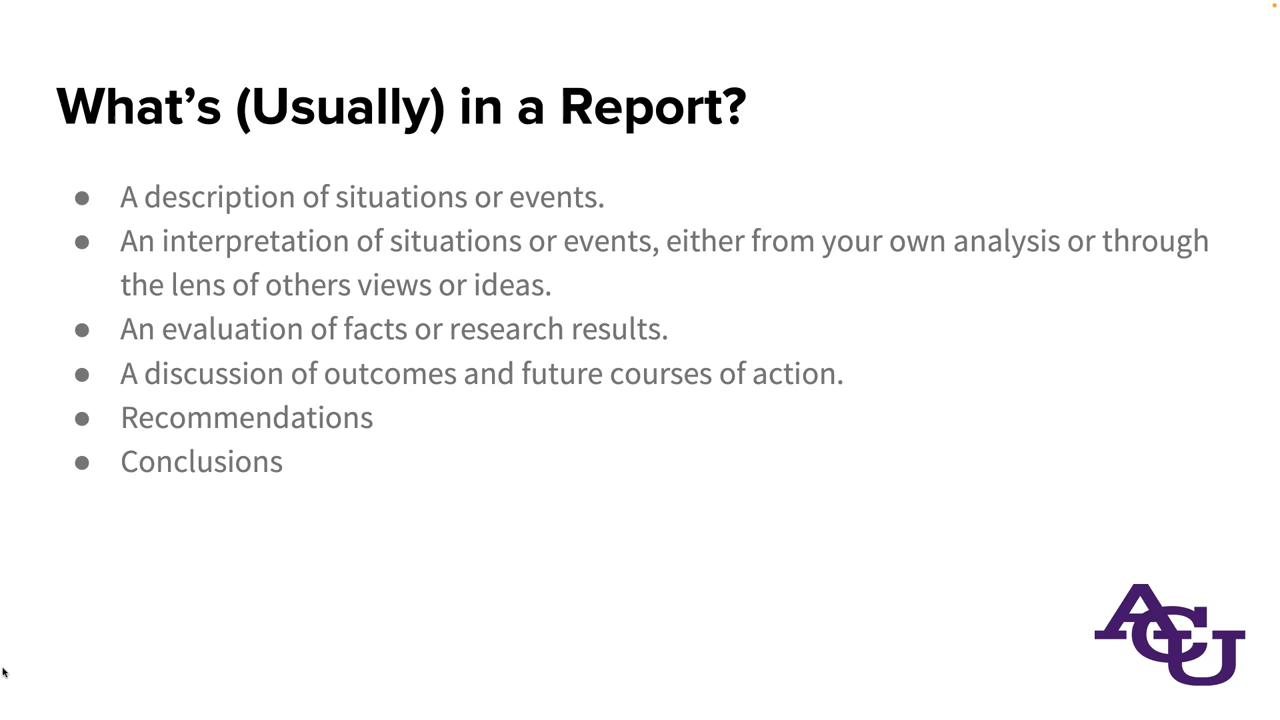 What’s (Usually) in a Report?
● A description of situations or events.
● An interpretation of situations or events, either from your own analysis or through
the lens of others views or ideas.
● An evaluation of facts or research results.
● A discussion of outcomes and future courses of action.
● Recommendations
● Conclusions
ACU